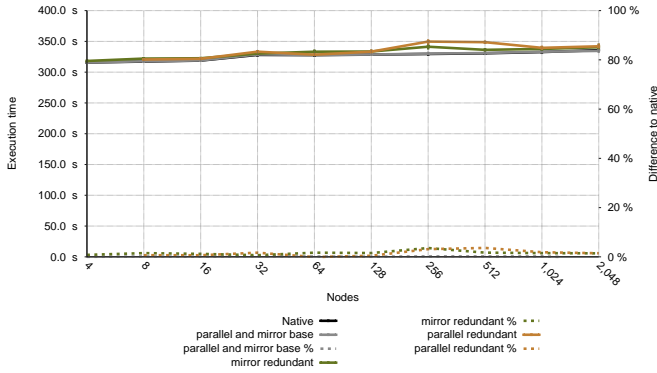 400.0 s
350.0 s
300.0 s
250.0 s
200.0 s
150.0 s
100.0 s
50.0 s
0.0 s
Execution time
100 %
80 %
60 %
40 %
20 %
0 %
Difference to native
4
8
16
32
64
128
256
512
1,024
2,048
Nodes
Native
parallel and mirror base
parallel and mirror base %
mirror redundant
mirror redundant %
parallel redundant
parallel redundant %